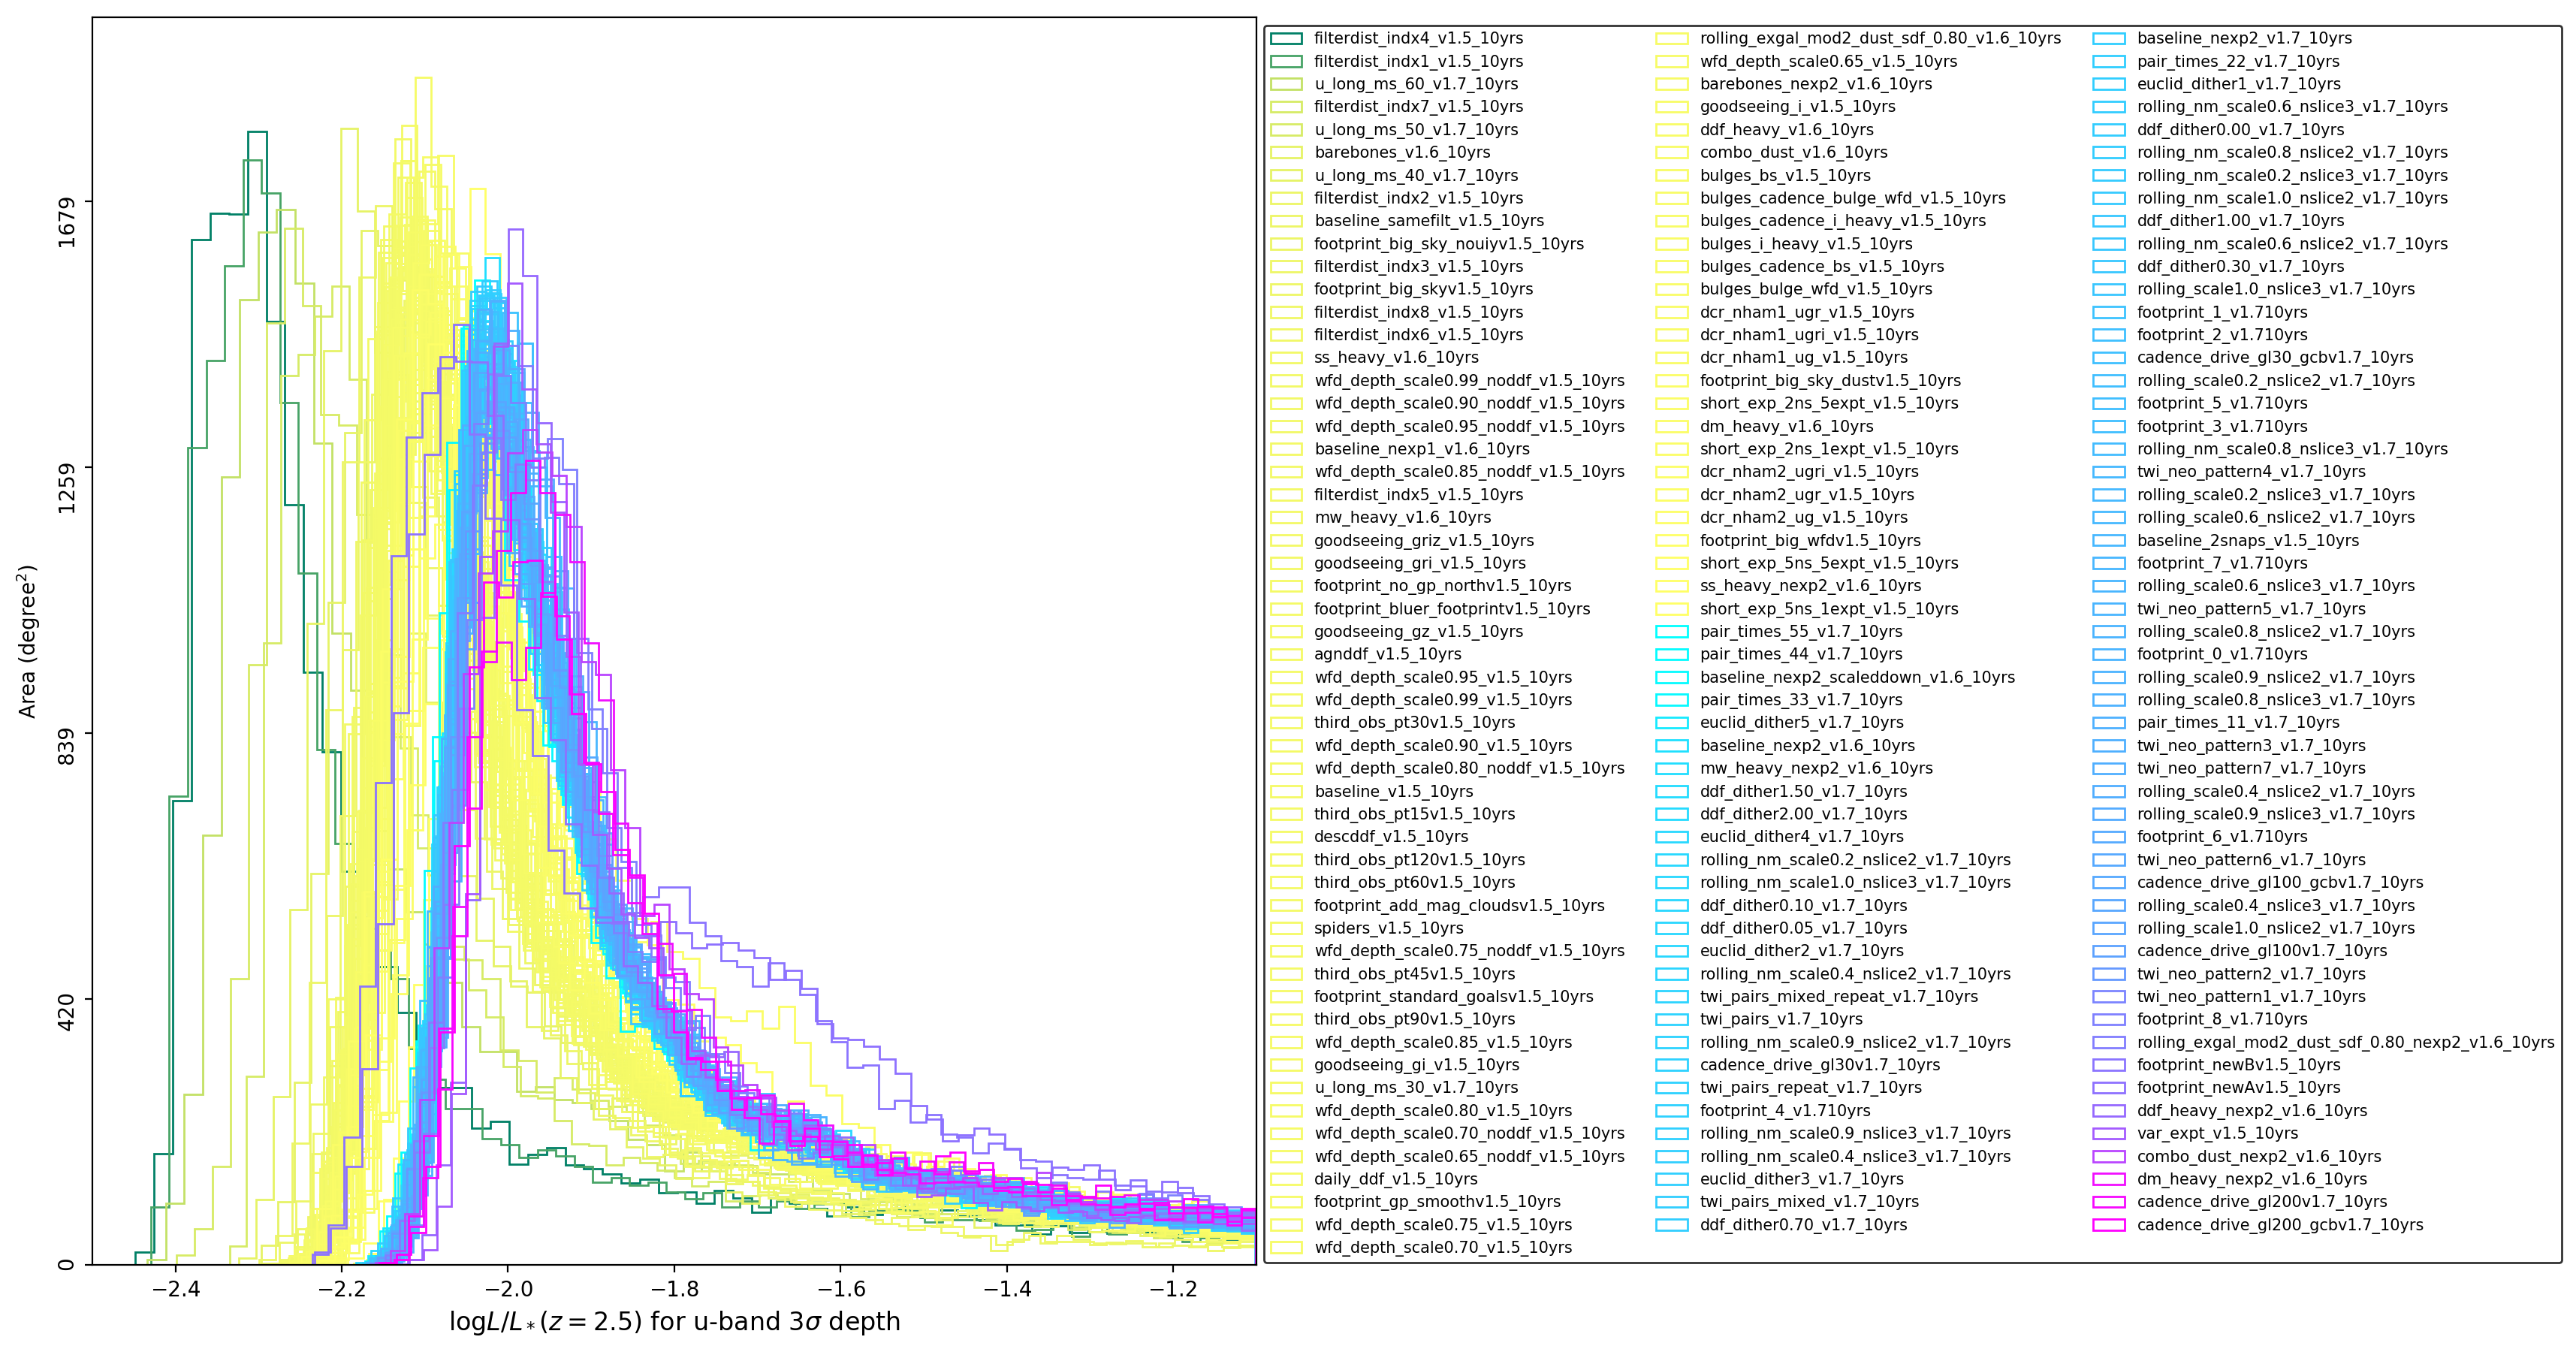 Area (degree²)
1679
1259
839
420
0
−2.4 −2.2 −2.0 −1.8 −1.6 −1.4 −1.2
logL/L*(z = 2.5) for u-band 3σ depth
filterdist_indx4_v1.5_10yrs
filterdist_indx1_v1.5_10yrs
u_long_ms_60_v1.7_10yrs
filterdist_indx7_v1.5_10yrs
u_long_ms_50_v1.7_10yrs
barebones_v1.6_10yrs
u_long_ms_40_v1.7_10yrs
filterdist_indx2_v1.5_10yrs
baseline_samefilt_v1.5_10yrs
footprint_big_sky_nouiyv1.5_10yrs
filterdist_indx3_v1.5_10yrs
footprint_big_skyv1.5_10yrs
filterdist_indx8_v1.5_10yrs
filterdist_indx6_v1.5_10yrs
ss_heavy_v1.6_10yrs
wfd_depth_scale0.99_noddf_v1.5_10yrs
wfd_depth_scale0.90_noddf_v1.5_10yrs
wfd_depth_scale0.95_noddf_v1.5_10yrs
baseline_nexp1_v1.6_10yrs
wfd_depth_scale0.85_noddf_v1.5_10yrs
filterdist_indx5_v1.5_10yrs
mw_heavy_v1.6_10yrs
goodseeing_griz_v1.5_10yrs
goodseeing_gri_v1.5_10yrs
footprint_no_gp_northv1.5_10yrs
footprint_bluer_footprintv1.5_10yrs
goodseeing_gz_v1.5_10yrs
agnddf_v1.5_10yrs
wfd_depth_scale0.95_v1.5_10yrs
wfd_depth_scale0.99_v1.5_10yrs
third_obs_pt30v1.5_10yrs
wfd_depth_scale0.90_v1.5_10yrs
wfd_depth_scale0.80_noddf_v1.5_10yrs
baseline_v1.5_10yrs
third_obs_pt15v1.5_10yrs
descddf_v1.5_10yrs
third_obs_pt120v1.5_10yrs
third_obs_pt60v1.5_10yrs
footprint_add_mag_cloudsv1.5_10yrs
spiders_v1.5_10yrs
wfd_depth_scale0.75_noddf_v1.5_10yrs
third_obs_pt45v1.5_10yrs
footprint_standard_goalsv1.5_10yrs
third_obs_pt90v1.5_10yrs
wfd_depth_scale0.85_v1.5_10yrs
goodseeing_gi_v1.5_10yrs
u_long_ms_30_v1.7_10yrs
wfd_depth_scale0.80_v1.5_10yrs
wfd_depth_scale0.70_noddf_v1.5_10yrs
wfd_depth_scale0.65_noddf_v1.5_10yrs
daily_ddf_v1.5_10yrs
footprint_gp_smoothv1.5_10yrs
wfd_depth_scale0.75_v1.5_10yrs
wfd_depth_scale0.70_v1.5_10yrs
rolling_exgal_mod2_dust_sdf_0.80_v1.6_10yrs
wfd_depth_scale0.65_v1.5_10yrs
barebones_nexp2_v1.6_10yrs
goodseeing_i_v1.5_10yrs
ddf_heavy_v1.6_10yrs
combo_dust_v1.6_10yrs
bulges_bs_v1.5_10yrs
bulges_cadence_bulge_wfd_v1.5_10yrs
bulges_cadence_i_heavy_v1.5_10yrs
bulges_i_heavy_v1.5_10yrs
bulges_cadence_bs_v1.5_10yrs
bulges_bulge_wfd_v1.5_10yrs
dcr_nham1_ugr_v1.5_10yrs
dcr_nham1_ugri_v1.5_10yrs
dcr_nham1_ug_v1.5_10yrs
footprint_big_sky_dustv1.5_10yrs
short_exp_2ns_5expt_v1.5_10yrs
dm_heavy_v1.6_10yrs
short_exp_2ns_1expt_v1.5_10yrs
dcr_nham2_ugri_v1.5_10yrs
dcr_nham2_ugr_v1.5_10yrs
dcr_nham2_ug_v1.5_10yrs
footprint_big_wfdv1.5_10yrs
short_exp_5ns_5expt_v1.5_10yrs
ss_heavy_nexp2_v1.6_10yrs
short_exp_5ns_1expt_v1.5_10yrs
pair_times_55_v1.7_10yrs
pair_times_44_v1.7_10yrs
baseline_nexp2_scaleddown_v1.6_10yrs
pair_times_33_v1.7_10yrs
euclid_dither5_v1.7_10yrs
baseline_nexp2_v1.6_10yrs
mw_heavy_nexp2_v1.6_10yrs
ddf_dither1.50_v1.7_10yrs
ddf_dither2.00_v1.7_10yrs
euclid_dither4_v1.7_10yrs
rolling_nm_scale0.2_nslice2_v1.7_10yrs
rolling_nm_scale1.0_nslice3_v1.7_10yrs
ddf_dither0.10_v1.7_10yrs
ddf_dither0.05_v1.7_10yrs
euclid_dither2_v1.7_10yrs
rolling_nm_scale0.4_nslice2_v1.7_10yrs
twi_pairs_mixed_repeat_v1.7_10yrs
twi_pairs_v1.7_10yrs
rolling_nm_scale0.9_nslice2_v1.7_10yrs
cadence_drive_gl30v1.7_10yrs
twi_pairs_repeat_v1.7_10yrs
footprint_4_v1.710yrs
rolling_nm_scale0.9_nslice3_v1.7_10yrs
rolling_nm_scale0.4_nslice3_v1.7_10yrs
euclid_dither3_v1.7_10yrs
twi_pairs_mixed_v1.7_10yrs
ddf_dither0.70_v1.7_10yrs
baseline_nexp2_v1.7_10yrs
pair_times_22_v1.7_10yrs
euclid_dither1_v1.7_10yrs
rolling_nm_scale0.6_nslice3_v1.7_10yrs
ddf_dither0.00_v1.7_10yrs
rolling_nm_scale0.8_nslice2_v1.7_10yrs
rolling_nm_scale0.2_nslice3_v1.7_10yrs
rolling_nm_scale1.0_nslice2_v1.7_10yrs
ddf_dither1.00_v1.7_10yrs
rolling_nm_scale0.6_nslice2_v1.7_10yrs
ddf_dither0.30_v1.7_10yrs
rolling_scale1.0_nslice3_v1.7_10yrs
footprint_1_v1.710yrs
footprint_2_v1.710yrs
cadence_drive_gl30_gcbv1.7_10yrs
rolling_scale0.2_nslice2_v1.7_10yrs
footprint_5_v1.710yrs
footprint_3_v1.710yrs
rolling_nm_scale0.8_nslice3_v1.7_10yrs
twi_neo_pattern4_v1.7_10yrs
rolling_scale0.2_nslice3_v1.7_10yrs
rolling_scale0.6_nslice2_v1.7_10yrs
baseline_2snaps_v1.5_10yrs
footprint_7_v1.710yrs
rolling_scale0.6_nslice3_v1.7_10yrs
twi_neo_pattern5_v1.7_10yrs
rolling_scale0.8_nslice2_v1.7_10yrs
footprint_0_v1.710yrs
rolling_scale0.9_nslice2_v1.7_10yrs
rolling_scale0.8_nslice3_v1.7_10yrs
pair_times_11_v1.7_10yrs
twi_neo_pattern3_v1.7_10yrs
twi_neo_pattern7_v1.7_10yrs
rolling_scale0.4_nslice2_v1.7_10yrs
rolling_scale0.9_nslice3_v1.7_10yrs
footprint_6_v1.710yrs
twi_neo_pattern6_v1.7_10yrs
cadence_drive_gl100_gcbv1.7_10yrs
rolling_scale0.4_nslice3_v1.7_10yrs
rolling_scale1.0_nslice2_v1.7_10yrs
cadence_drive_gl100v1.7_10yrs
twi_neo_pattern2_v1.7_10yrs
twi_neo_pattern1_v1.7_10yrs
footprint_8_v1.710yrs
rolling_exgal_mod2_dust_sdf_0.80_nexp2_v1.6_10yrs
footprint_newBv1.5_10yrs
footprint_newAv1.5_10yrs
ddf_heavy_nexp2_v1.6_10yrs
var_expt_v1.5_10yrs
combo_dust_nexp2_v1.6_10yrs
dm_heavy_nexp2_v1.6_10yrs
cadence_drive_gl200v1.7_10yrs
cadence_drive_gl200_gcbv1.7_10yrs